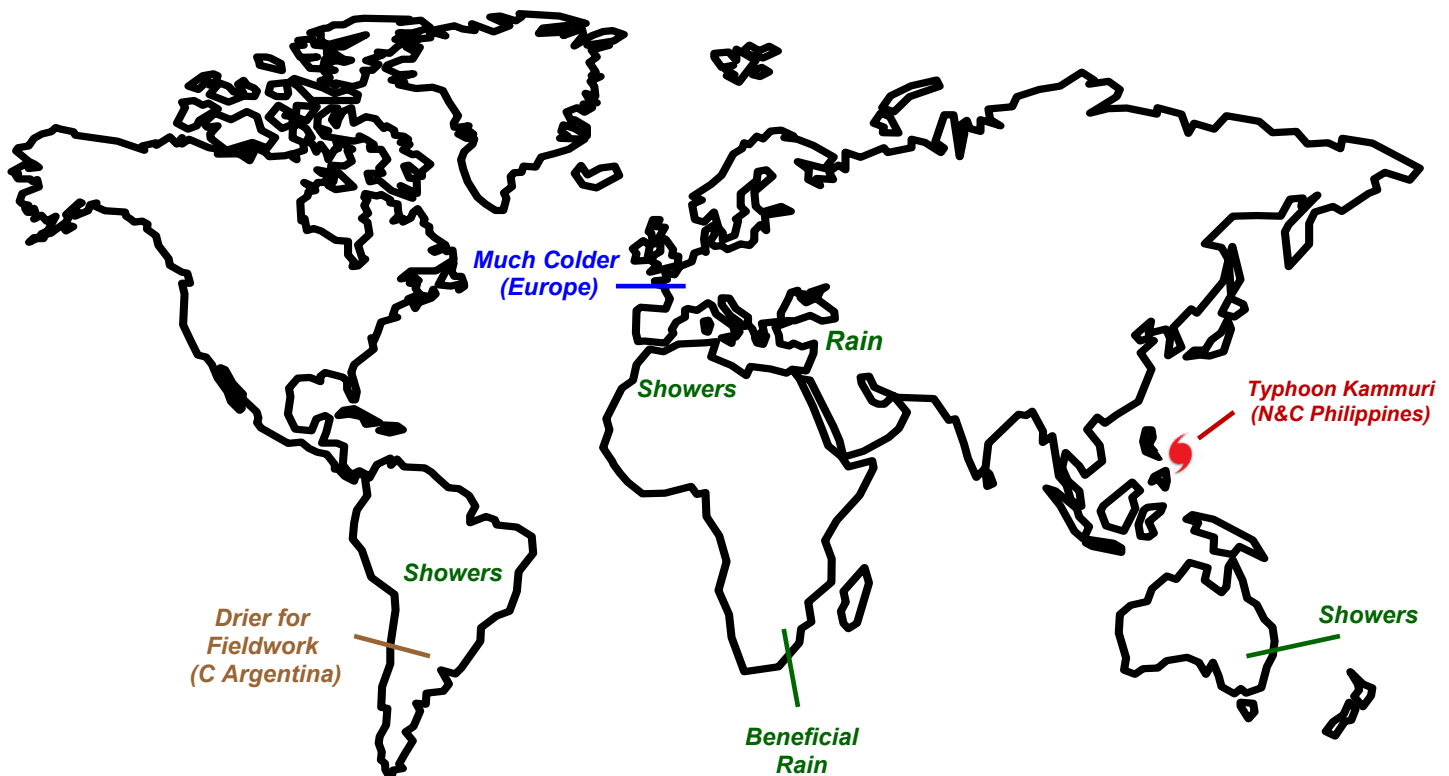 Much Colder
(Europe)
Rain
Showers
Typhoon Kammuri
(N&C Philippines)
Showers
Drier for
Fieldwork
(C Argentina)
Showers
Beneficial
Rain